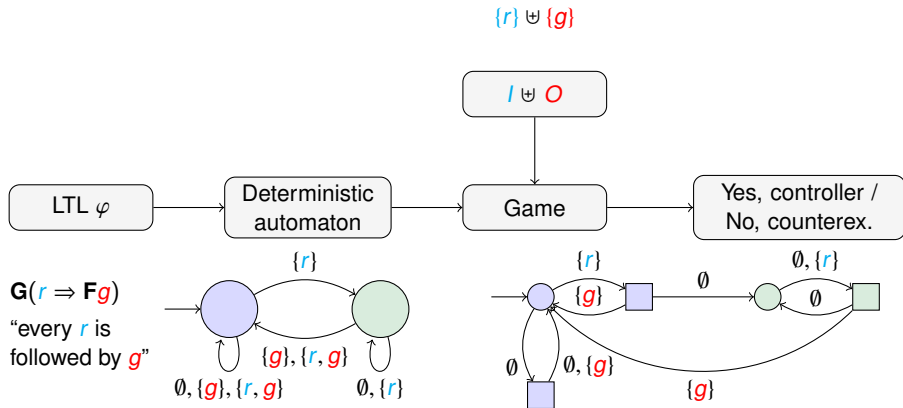 {r} ⊎ {g}
I ⊎ O
LTL φ
Deterministic
automaton
Game
Yes, controller /
No, counterex.
G(r ⇒ Fg)
“every r is
followed by g”
{r}
{g}, {r, g}
∅, {g}, {r, g}
∅, {r}
{r}
{g}
∅
∅, {r}
∅
∅
∅, {g}
{g}